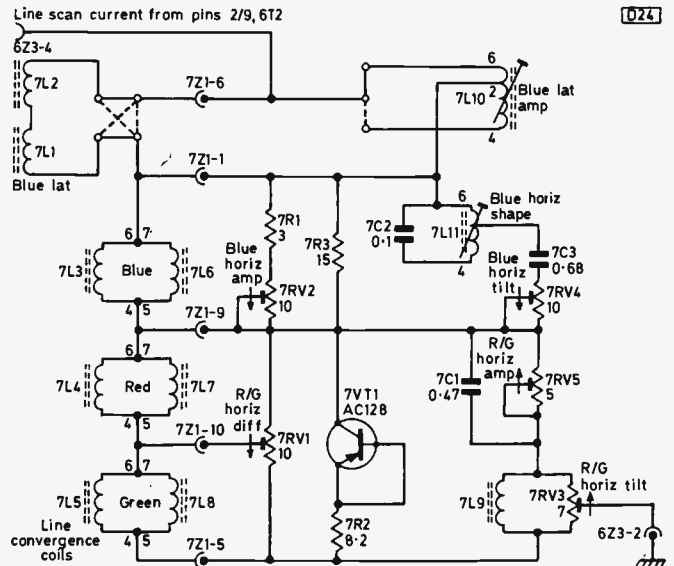 Line scan current from pins 2/9, 6T2
D24
6Z3-4
7L2
7L1
Blue lat
7Z1-6
6
2
7L10
4
Blue lat
amp
7Z1-1
7R1
3
7R3
15
Blue
horiz
amp
7RV2
10
7C2
0·1
6
7L11
4
Blue horiz
shape
7C3
0·68
Blue
horiz
tilt
7RV4
10
6 7
7L3
Blue
7L6
4 5
7Z1-9
6 7
7L4
Red
7L7
4 5
7Z1-10
R/G
horiz
diff
7RV1
10
7VT1
AC128
7C1
0·47
R/G
horiz
amp
7RV5
5
6 7
7L5
Green
7L8
4 5
Line
convergence
coils
7Z1-5
7R2
8·2
7L9
7RV3
7
R/G
horiz tilt
6Z3-2